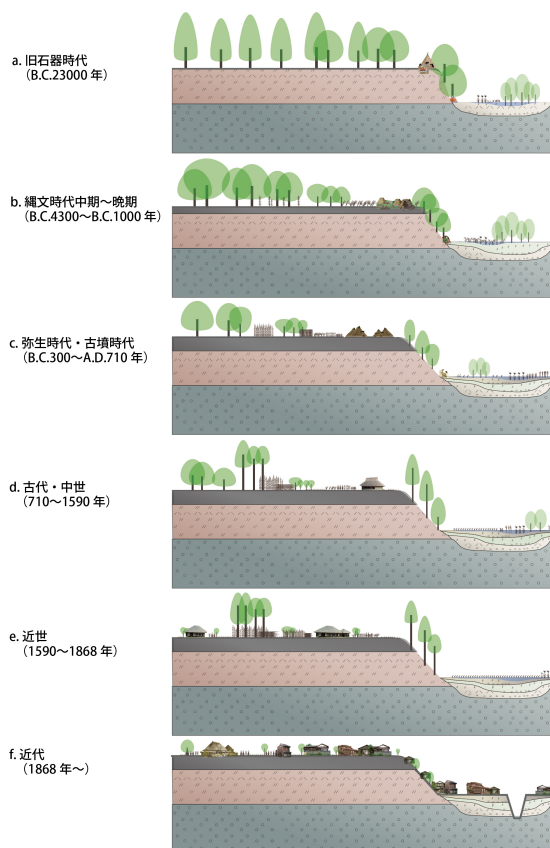 a. 旧石器時代
（B.C.23000 年）
b. 縄文時代中期～晩期
（B.C.4300～B.C.1000 年）
c. 弥生時代・古墳時代
（B.C.300～A.D.710 年）
d. 古代・中世
（710～1590 年）
e. 近世
（1590～1868 年）
f. 近代
（1868 年～）